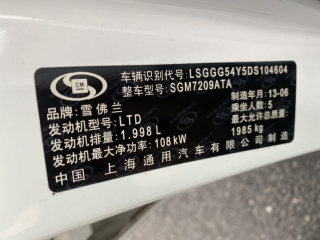 GM
车辆识别代号: LSGGG54Y5DS104604
整车型号: SGM7209ATA
品牌: 雪佛兰 制造年月: 13-06
发动机型号: LTD 乘坐人数: 5
发动机排量: 1.998 L 最大允许总质量:
发动机最大净功率: 108 kW 1985 kg
中国 上海通用汽车有限公司